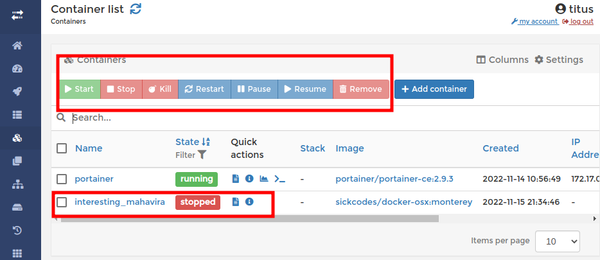 Container list
Containers
titus
my account log out
Containers
Columns Settings
Start Stop Kill Restart Pause Resume Remove + Add container
Search...
Name State Filter Quick actions Stack Image Created IP Addre
portainer running - portainer/portainer-ce:2.9.3 2022-11-14 10:56:49 172.17.0
interesting_mahavira stopped - sickcodes/docker-osx:monterey 2022-11-15 21:34:46 -
Items per page 10